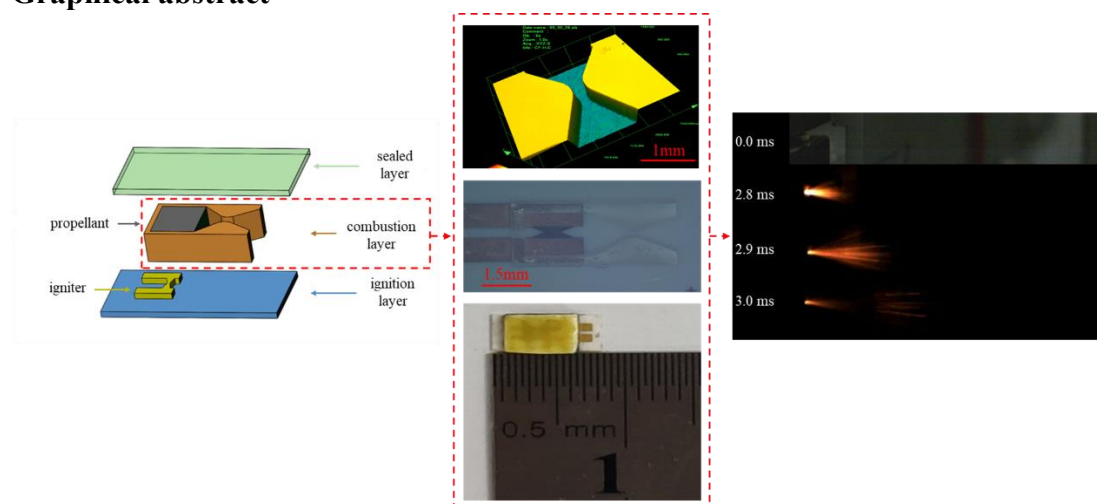 Graphical abstract
sealed
layer
propellant
combustion
layer
igniter
ignition
layer
1mm
1.5mm
0.5 mm
1
0.0 ms
2.8 ms
2.9 ms
3.0 ms